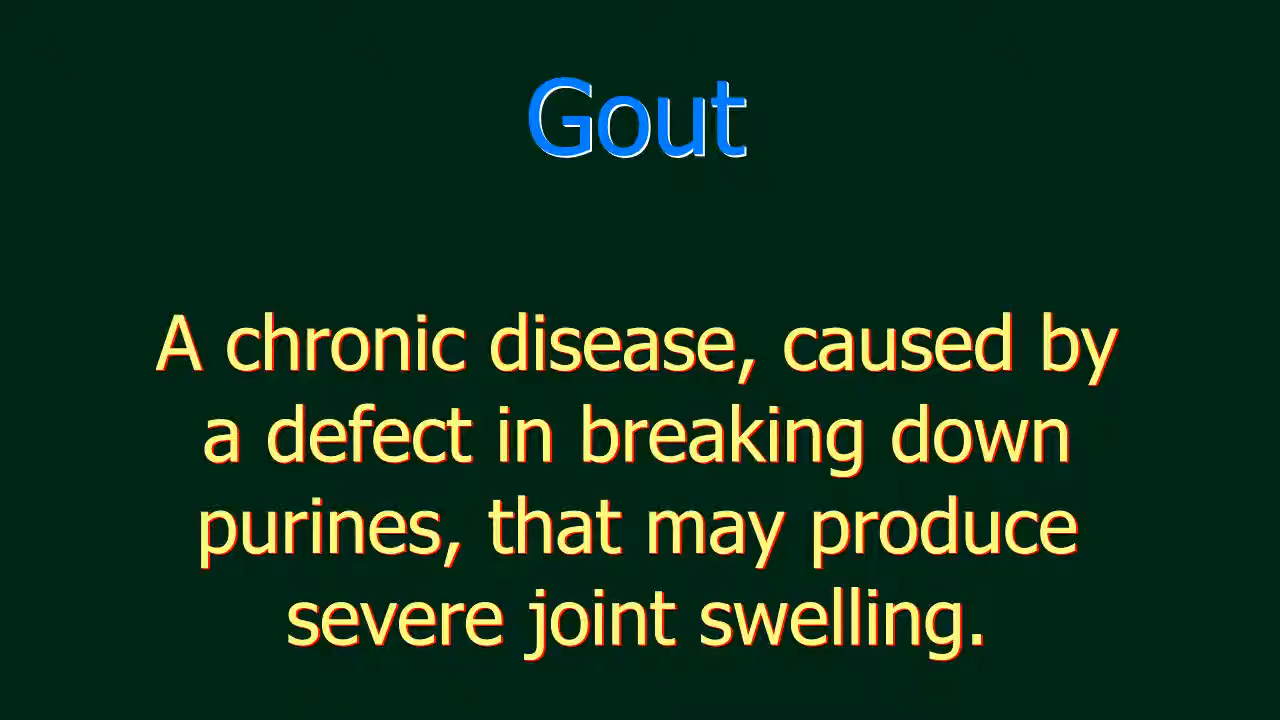 Gout
A chronic disease, caused by
a defect in breaking down
purines, that may produce
severe joint swelling.